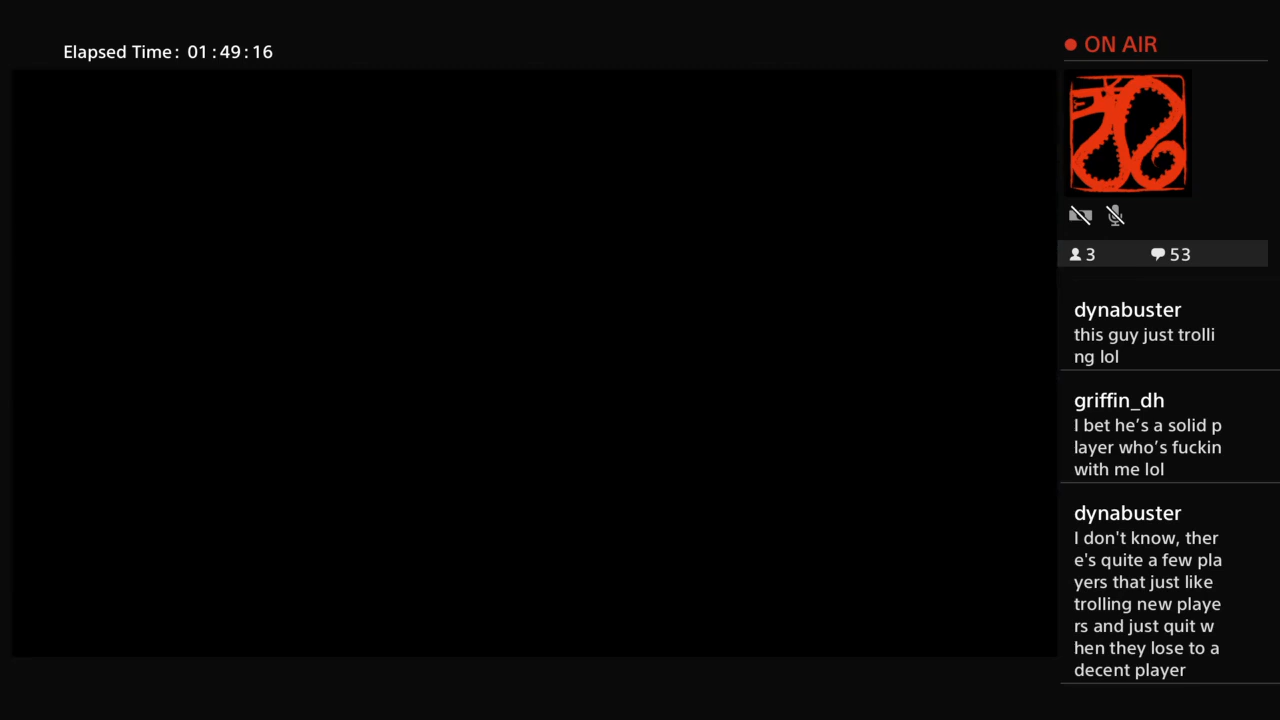 Elapsed Time: 01:49:16
ON AIR
3 53
dynabuster
this guy just trolli
ng lol
griffin_dh
I bet he's a solid p
layer who's fuckin
with me lol
dynabuster
I don't know, ther
e's quite a few pla
yers that just like
trolling new playe
rs and just quit w
hen they lose to a
decent player